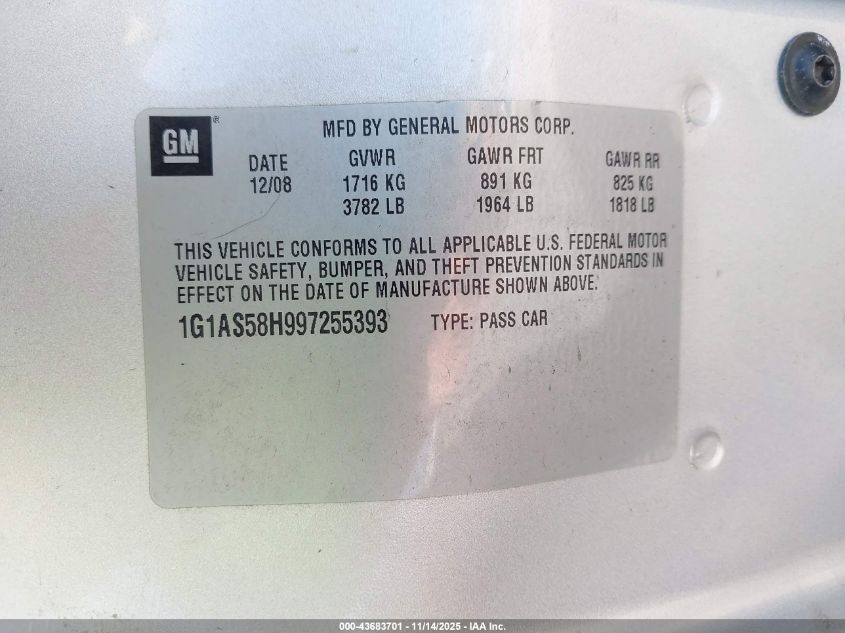 GM ®
MFD BY GENERAL MOTORS CORP.
DATE GVWR GAWR FRT GAWR RR
12/08 1716 KG 891 KG 825 KG
3782 LB 1964 LB 1818 LB
THIS VEHICLE CONFORMS TO ALL APPLICABLE U.S. FEDERAL MOTOR
VEHICLE SAFETY, BUMPER, AND THEFT PREVENTION STANDARDS IN
EFFECT ON THE DATE OF MANUFACTURE SHOWN ABOVE.
1G1AS58H997255393 TYPE: PASS CAR
000-43683701 - 11/14/2025 - IAA Inc.